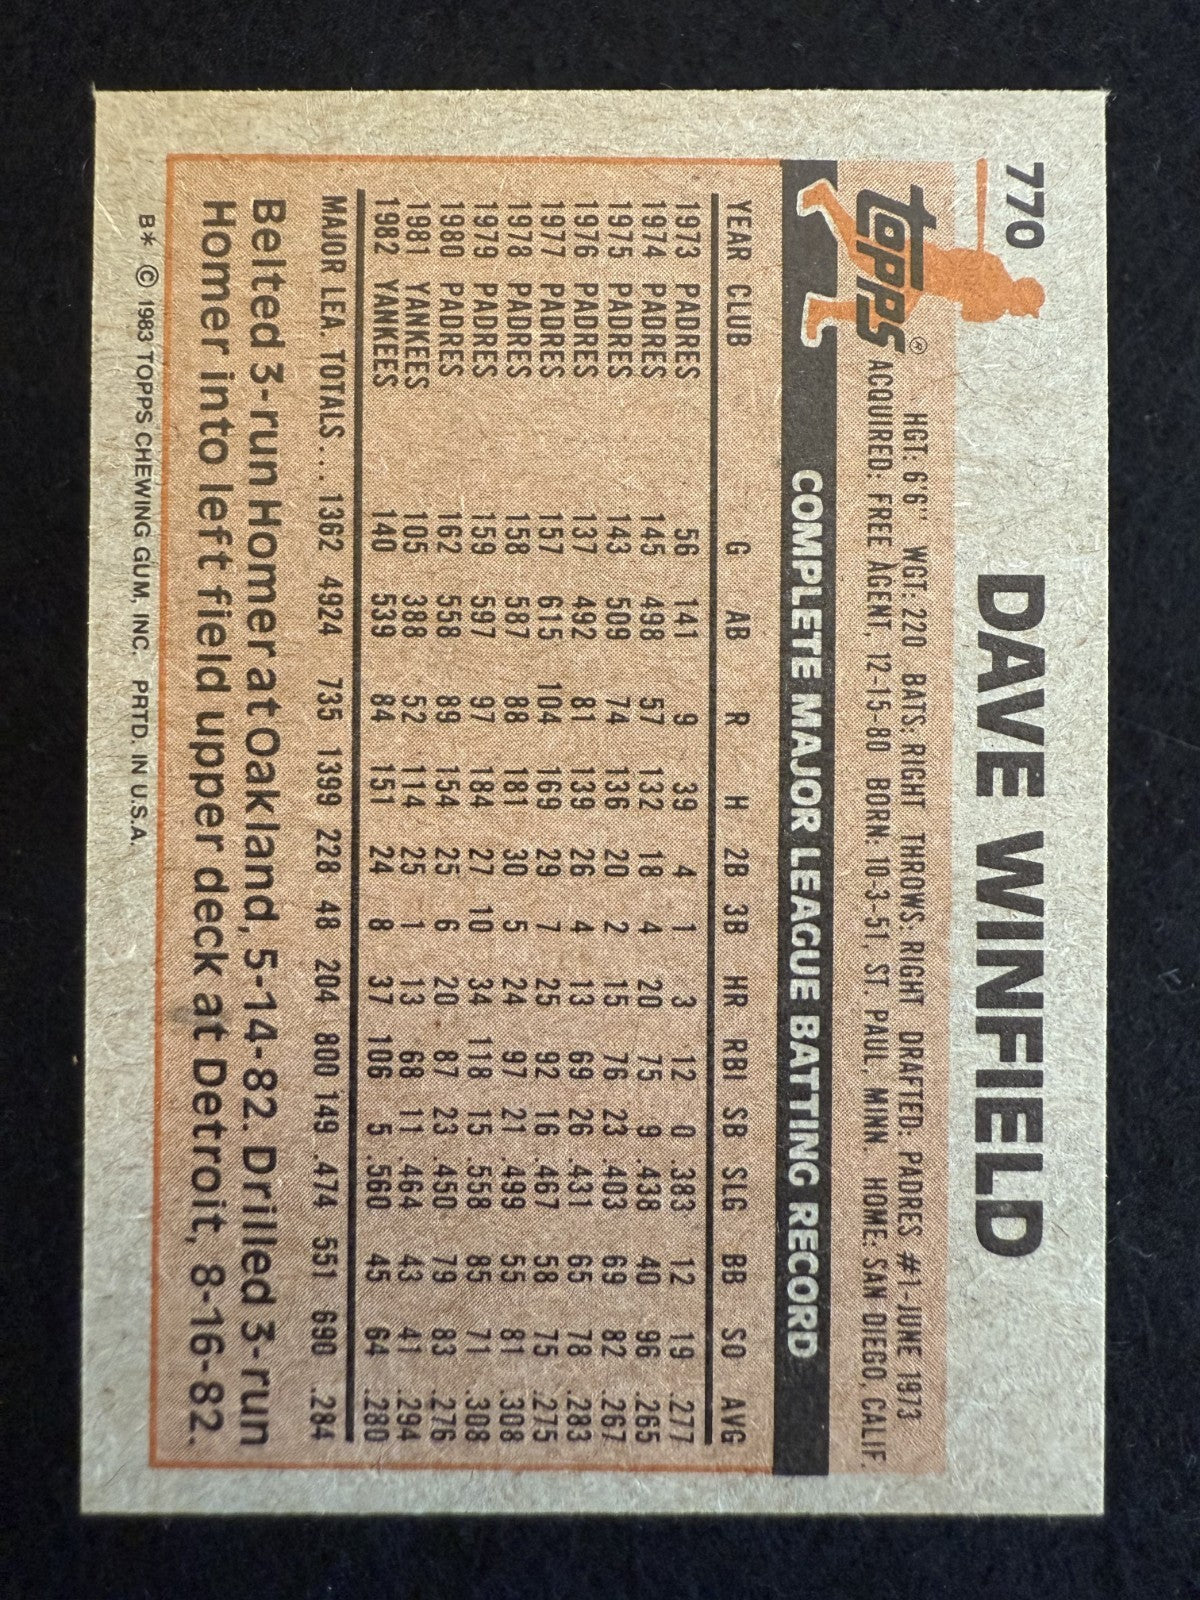 770
DAVE WINFIELD
Topps®
HGT: 6'6" WGT: 220 BATS: RIGHT THROWS: RIGHT DRAFTED: PADRES #1-JUNE 1973
ACQUIRED: FREE AGENT, 12-15-80 BORN: 10-3-51, ST. PAUL, MINN. HOME: SAN DIEGO, CALIF.
COMPLETE MAJOR LEAGUE BATTING RECORD
YEAR CLUB G AB R H 2B 3B HR RBI SB SLG BB SO AVG
1973 PADRES 56 141 9 39 4 1 3 12 0 .383 12 19 .277
1974 PADRES 145 498 57 132 18 4 20 75 9 .438 40 96 .265
1975 PADRES 143 509 74 136 20 2 15 76 23 .403 69 82 .267
1976 PADRES 137 492 81 139 26 4 13 69 26 .431 65 78 .283
1977 PADRES 157 615 104 169 29 7 25 92 16 .467 58 75 .275
1978 PADRES 158 587 88 181 30 5 24 97 21 .499 55 81 .308
1979 PADRES 159 597 97 184 27 10 34 118 15 .558 85 71 .308
1980 PADRES 162 558 89 154 25 6 20 87 23 .450 79 83 .276
1981 YANKEES 105 388 52 114 25 1 13 68 11 .464 43 41 .294
1982 YANKEES 140 539 84 151 24 8 37 106 5 .560 45 64 .280
MAJOR LEA. TOTALS... 1362 4924 735 1399 228 48 204 800 149 .474 551 690 .284
Belted 3-run Homer at Oakland, 5-14-82. Drilled 3-run
Homer into left field upper deck at Detroit, 8-16-82.
B* © 1983 TOPPS CHEWING GUM, INC. PRTD. IN U.S.A.